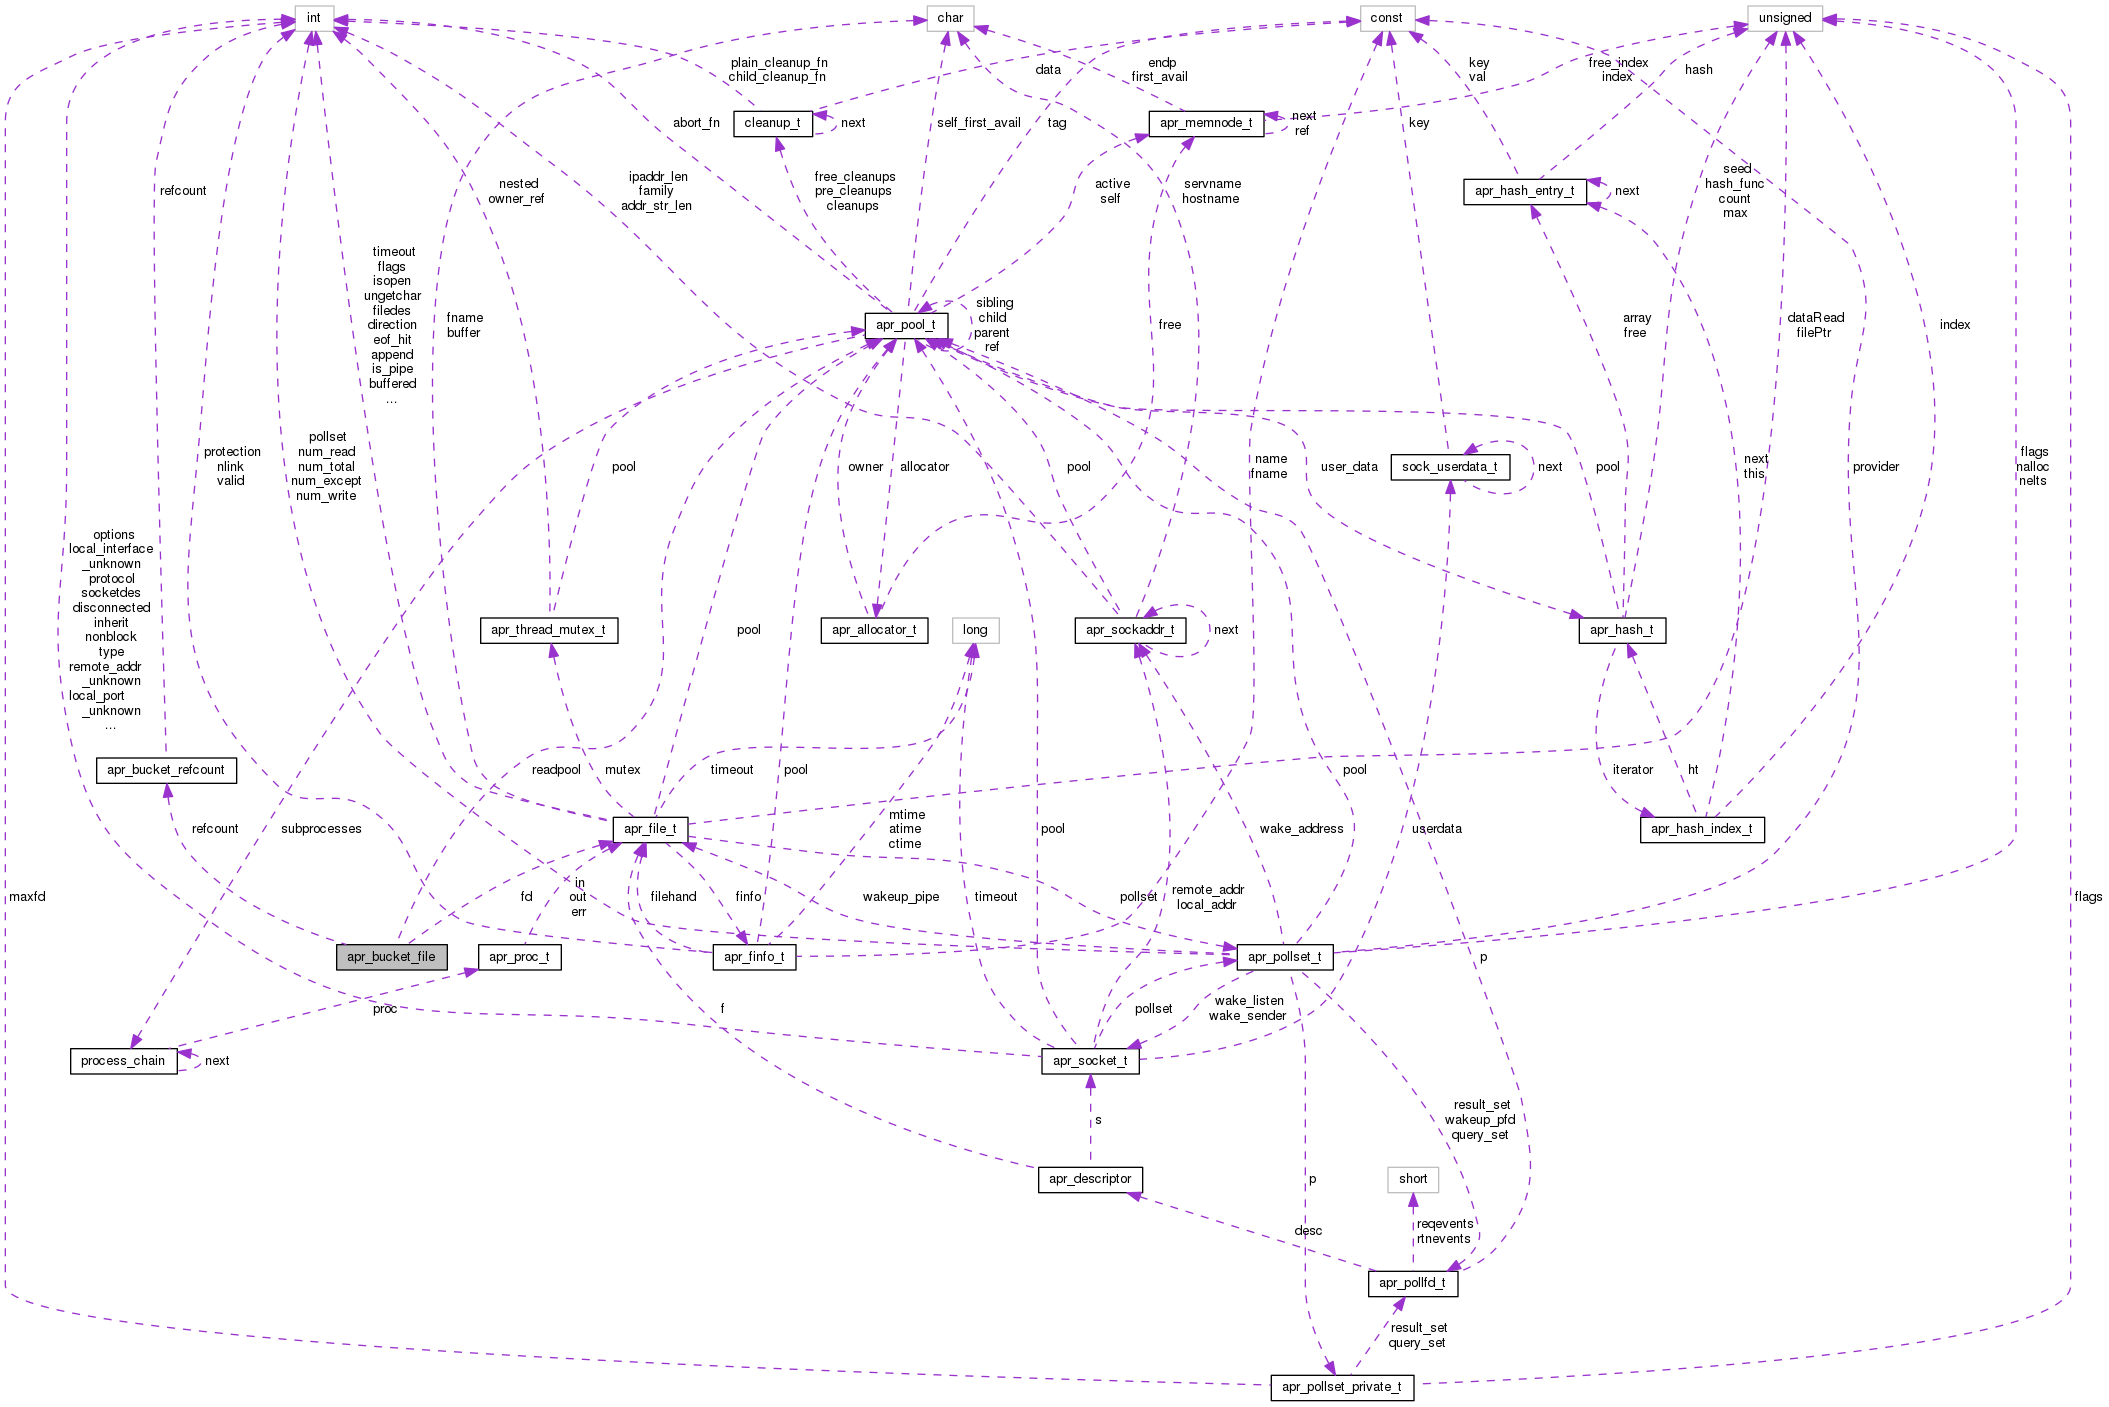 int
char
const
unsigned
plain_cleanup_fn
child_cleanup_fn
data
endp
first_avail
key
val
free_index
index
hash
cleanup_t
next
apr_memnode_t
next
ref
refcount
abort_fn
self_first_avail
tag
key
nested
owner_ref
ipaddr_len
family
addr_str_len
free_cleanups
pre_cleanups
cleanups
active
self
servname
hostname
apr_hash_entry_t
next
seed
hash_func
count
max
timeout
flags
isopen
ungetchar
filedes
direction
eof_hit
append
is_pipe
buffered
...
fname
buffer
apr_pool_t
sibling
child
parent
ref
free
array
free
dataRead
filePtr
index
protection
nlink
valid
pollset
num_read
num_total
num_except
num_write
pool
owner
allocator
pool
name
fname
user_data
sock_userdata_t
next
pool
next
this
provider
flags
nalloc
nelts
options
local_interface
_unknown
protocol
socketdes
disconnected
inherit
nonblock
type
remote_addr
_unknown
local_port
_unknown
...
apr_thread_mutex_t
pool
apr_allocator_t
long
apr_sockaddr_t
next
apr_hash_t
apr_bucket_refcount
readpool
mutex
timeout
pool
pool
iterator
ht
refcount
subprocesses
apr_file_t
mtime
atime
ctime
pool
wake_address
userdata
apr_hash_index_t
maxfd
fd
in
out
err
filehand
finfo
wakeup_pipe
timeout
pollset
remote_addr
local_addr
flags
apr_bucket_file
apr_proc_t
apr_finfo_t
apr_pollset_t
p
proc
f
pollset
wake_listen
wake_sender
process_chain
next
apr_socket_t
s
result_set
wakeup_pfd
query_set
apr_descriptor
p
short
desc
reqevents
rtnevents
apr_pollfd_t
result_set
query_set
apr_pollset_private_t